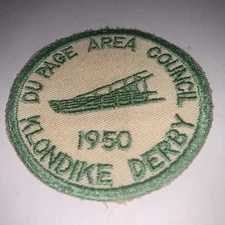 DU PAGE AREA COUNCIL
1950
KLONDIKE DERBY